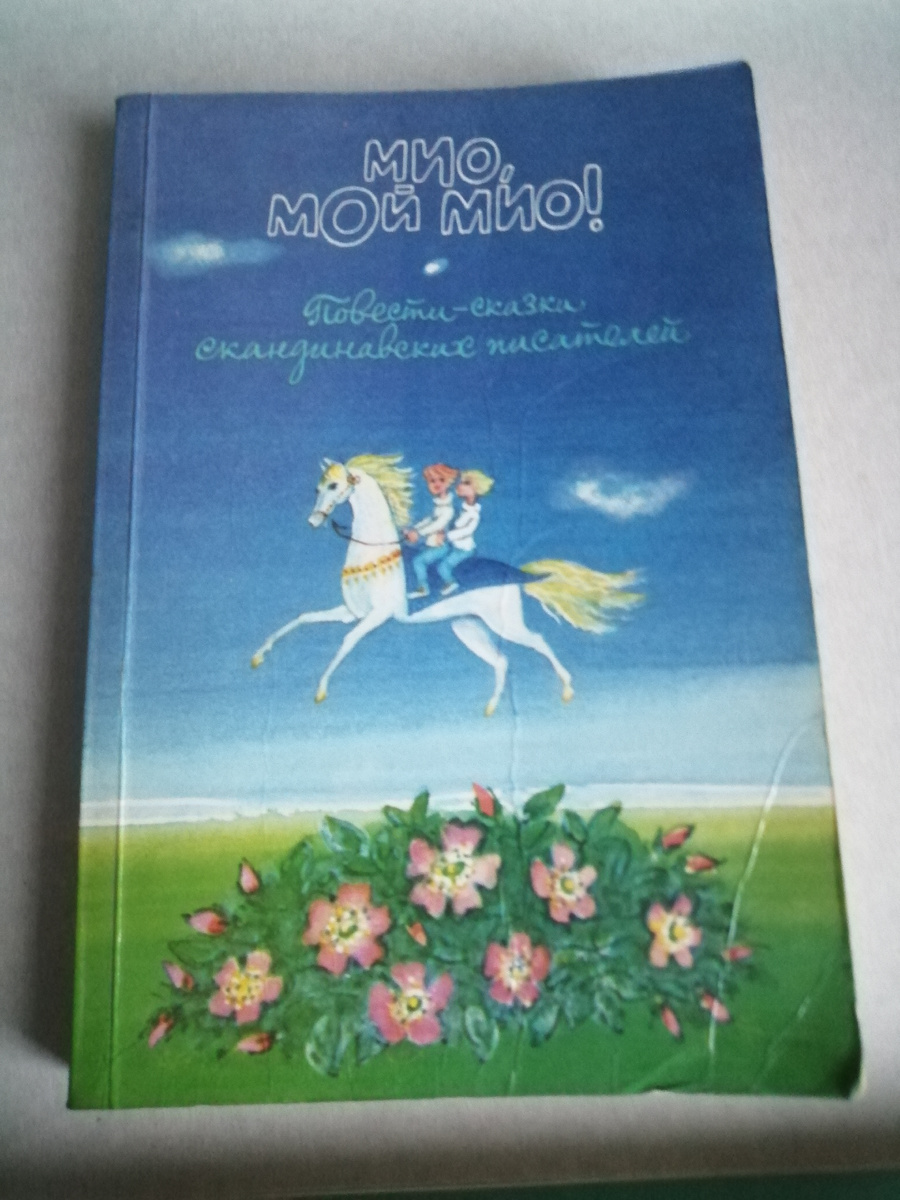 МИО,
МОЙ МИО!
Повести-сказки
скандинавских писателей